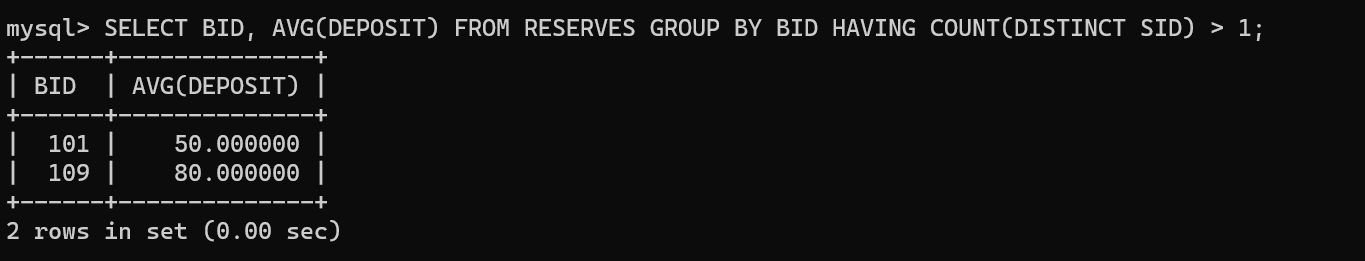 mysql> SELECT BID, AVG(DEPOSIT) FROM RESERVES GROUP BY BID HAVING COUNT(DISTINCT SID) > 1;
+------+--------------+
| BID  | AVG(DEPOSIT) |
+------+--------------+
|  101 |    50.000000 |
|  109 |    80.000000 |
+------+--------------+
2 rows in set (0.00 sec)